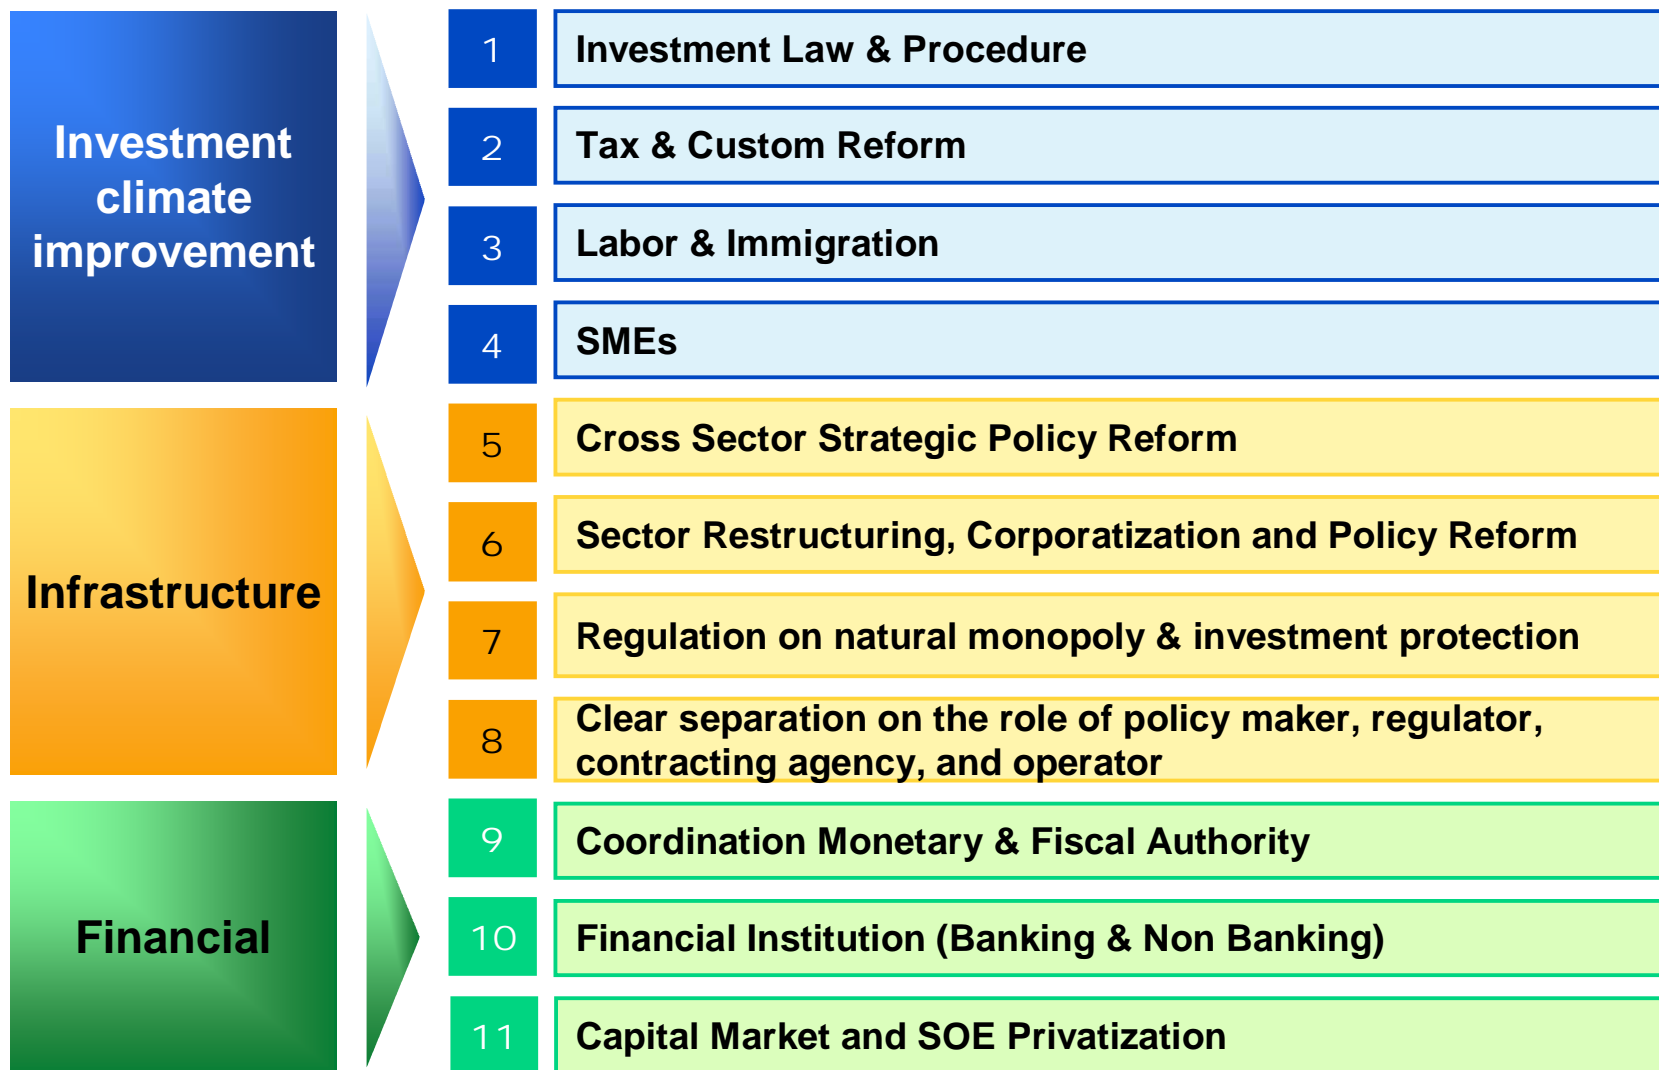 Investment
climate
improvement
1
Investment Law & Procedure
2
Tax & Custom Reform
3
Labor & Immigration
4
SMEs
Infrastructure
5
Cross Sector Strategic Policy Reform
6
Sector Restructuring, Corporatization and Policy Reform
7
Regulation on natural monopoly & investment protection
8
Clear separation on the role of policy maker, regulator,
contracting agency, and operator
Financial
9
Coordination Monetary & Fiscal Authority
10
Financial Institution (Banking & Non Banking)
11
Capital Market and SOE Privatization